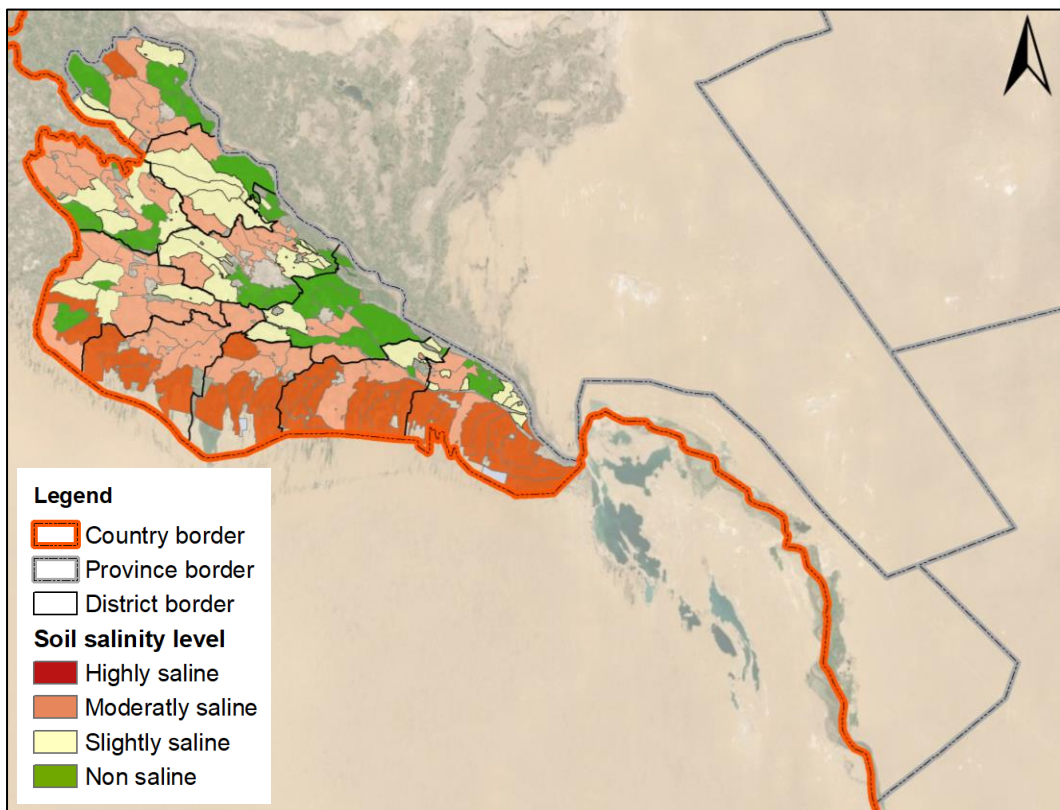 Legend
Country border
Province border
District border
Soil salinity level
Highly saline
Moderatly saline
Slightly saline
Non saline